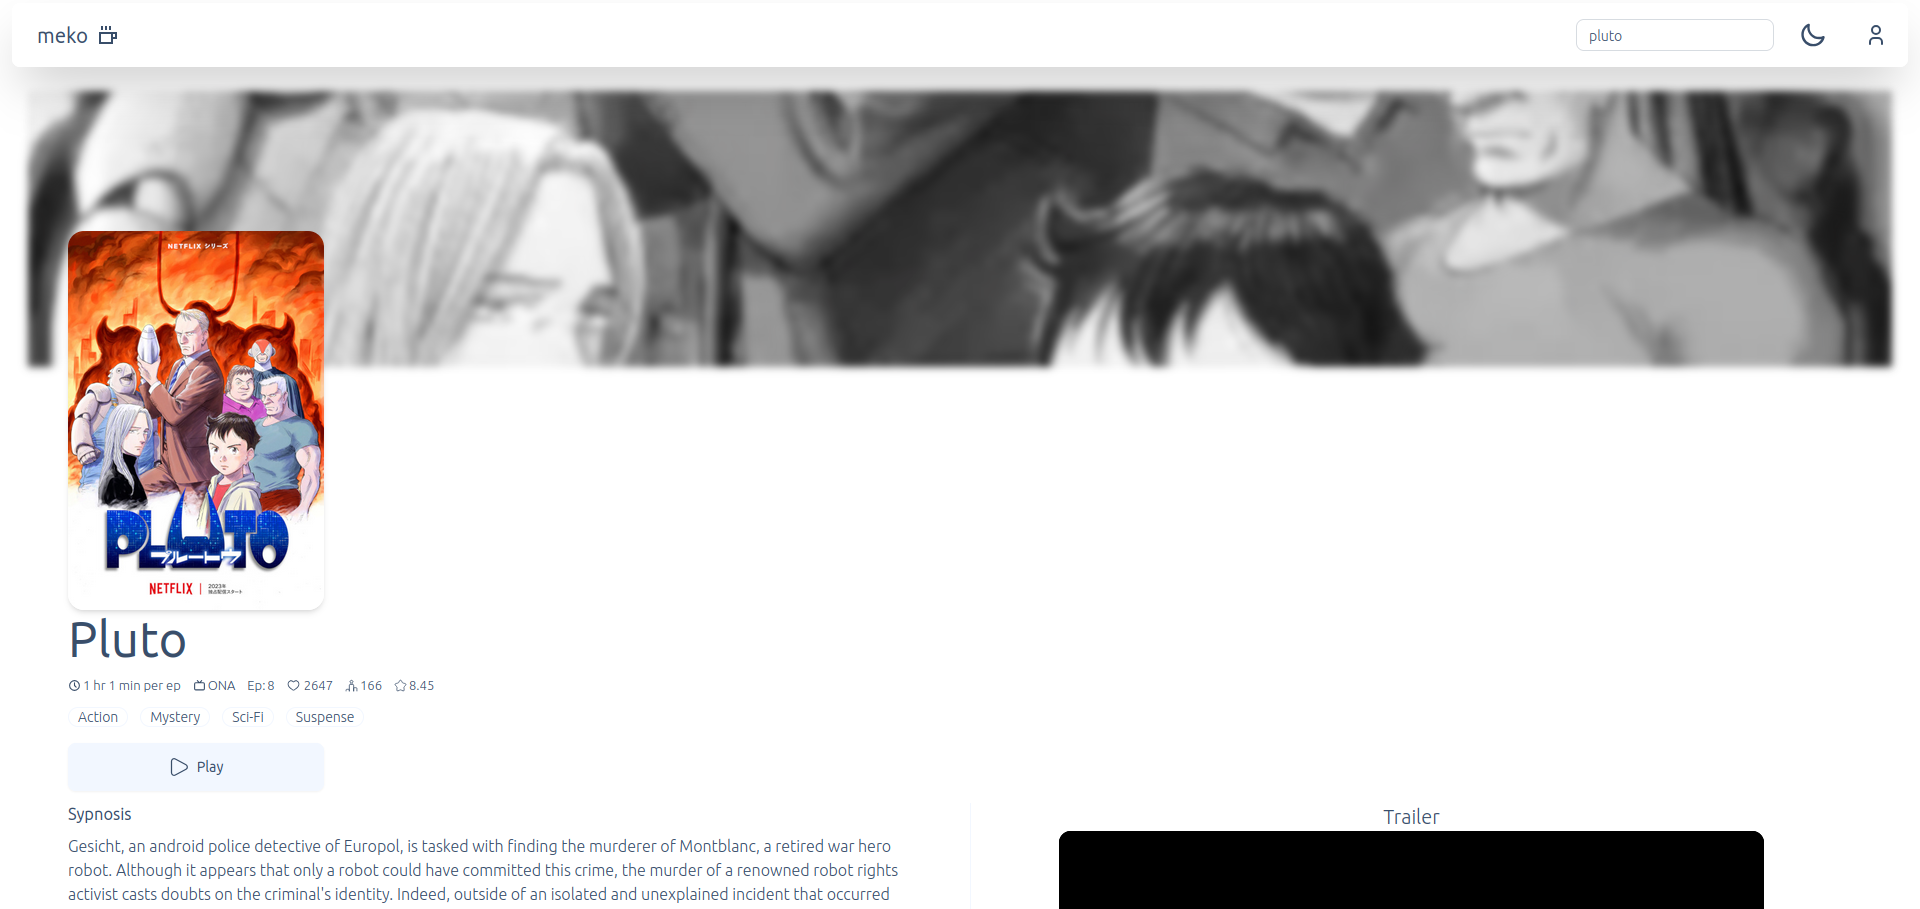 meko
pluto
NETFLIX シリーズ
PLUTO
プルートウ
NETFLIX | 2023年
独占配信スタート
Pluto
1 hr 1 min per ep ONA Ep: 8 2647 166 8.45
Action Mystery Sci-Fi Suspense
Play
Sypnosis
Gesicht, an android police detective of Europol, is tasked with finding the murderer of Montblanc, a retired war hero
robot. Although it appears that only a robot could have committed this crime, the murder of a renowned robot rights
activist casts doubts on the criminal's identity. Indeed, outside of an isolated and unexplained incident that occurred
Trailer